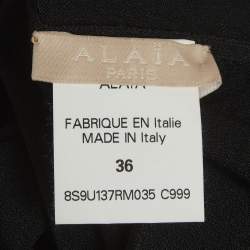 ALAÏA
PARIS
ALAÏA
FABRIQUE EN Italie
MADE IN Italy
36
8S9U137RM035 C999